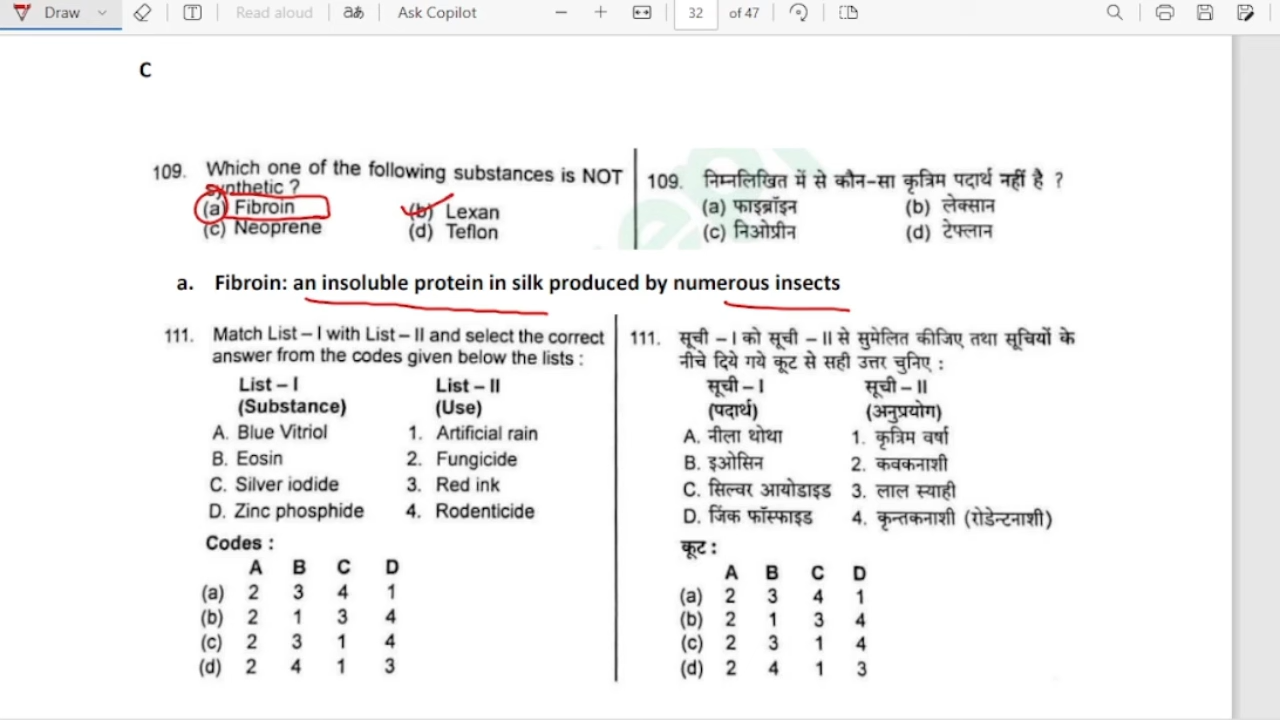 Draw
Read aloud
aあ
Ask Copilot
32 of 47
C
109. Which one of the following substances is NOT
synthetic ?
(a) Fibroin (b) Lexan
(c) Neoprene (d) Teflon
109. निम्नलिखित में से कौन-सा कृत्रिम पदार्थ नहीं है ?
(a) फाइब्रॉइन (b) लेक्सान
(c) निओप्रीन (d) टेफ्लान
a. Fibroin: an insoluble protein in silk produced by numerous insects
111. Match List – I with List – II and select the correct
answer from the codes given below the lists :
List – I List – II
(Substance) (Use)
A. Blue Vitriol 1. Artificial rain
B. Eosin 2. Fungicide
C. Silver iodide 3. Red ink
D. Zinc phosphide 4. Rodenticide
Codes :
A B C D
(a) 2 3 4 1
(b) 2 1 3 4
(c) 2 3 1 4
(d) 2 4 1 3
111. सूची – I को सूची – II से सुमेलित कीजिए तथा सूचियों के
नीचे दिये गये कूट से सही उत्तर चुनिए :
सूची – I सूची – II
(पदार्थ) (अनुप्रयोग)
A. नीला थोथा 1. कृत्रिम वर्षा
B. इओसिन 2. कवकनाशी
C. सिल्वर आयोडाइड 3. लाल स्याही
D. जिंक फॉस्फाइड 4. कृन्तकनाशी (रोडेन्टनाशी)
कूट :
A B C D
(a) 2 3 4 1
(b) 2 1 3 4
(c) 2 3 1 4
(d) 2 4 1 3